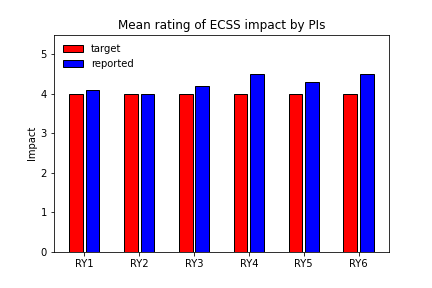 Mean rating of ECSS impact by PIs
target
reported
Impact
5
4
3
2
1
0
RY1 RY2 RY3 RY4 RY5 RY6